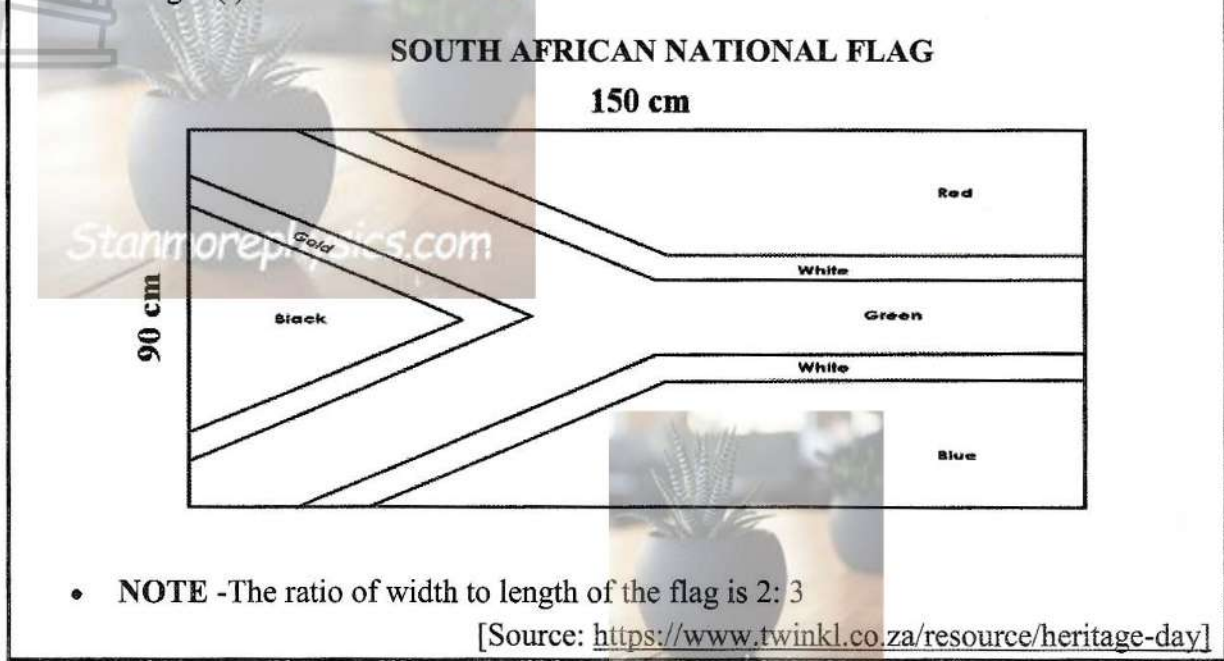 SOUTH AFRICAN NATIONAL FLAG
150 cm
Red
Stanmorephysics.com
Gold
White
90 cm
Black
Green
White
Blue
• NOTE -The ratio of width to length of the flag is 2: 3
[Source: https://www.twinkl.co.za/resource/heritage-day]